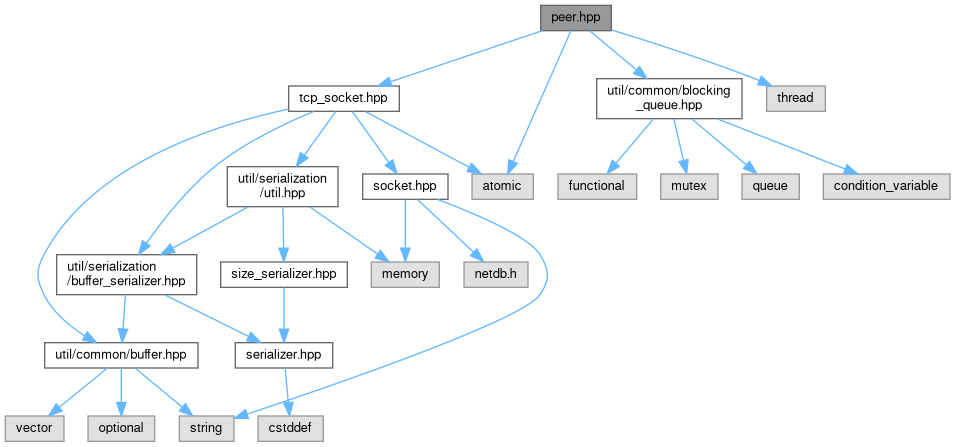 peer.hpp
tcp_socket.hpp
util/common/blocking
_queue.hpp
thread
util/serialization
/util.hpp
socket.hpp
atomic
functional
mutex
queue
condition_variable
util/serialization
/buffer_serializer.hpp
size_serializer.hpp
memory
netdb.h
util/common/buffer.hpp
serializer.hpp
vector
optional
string
cstddef